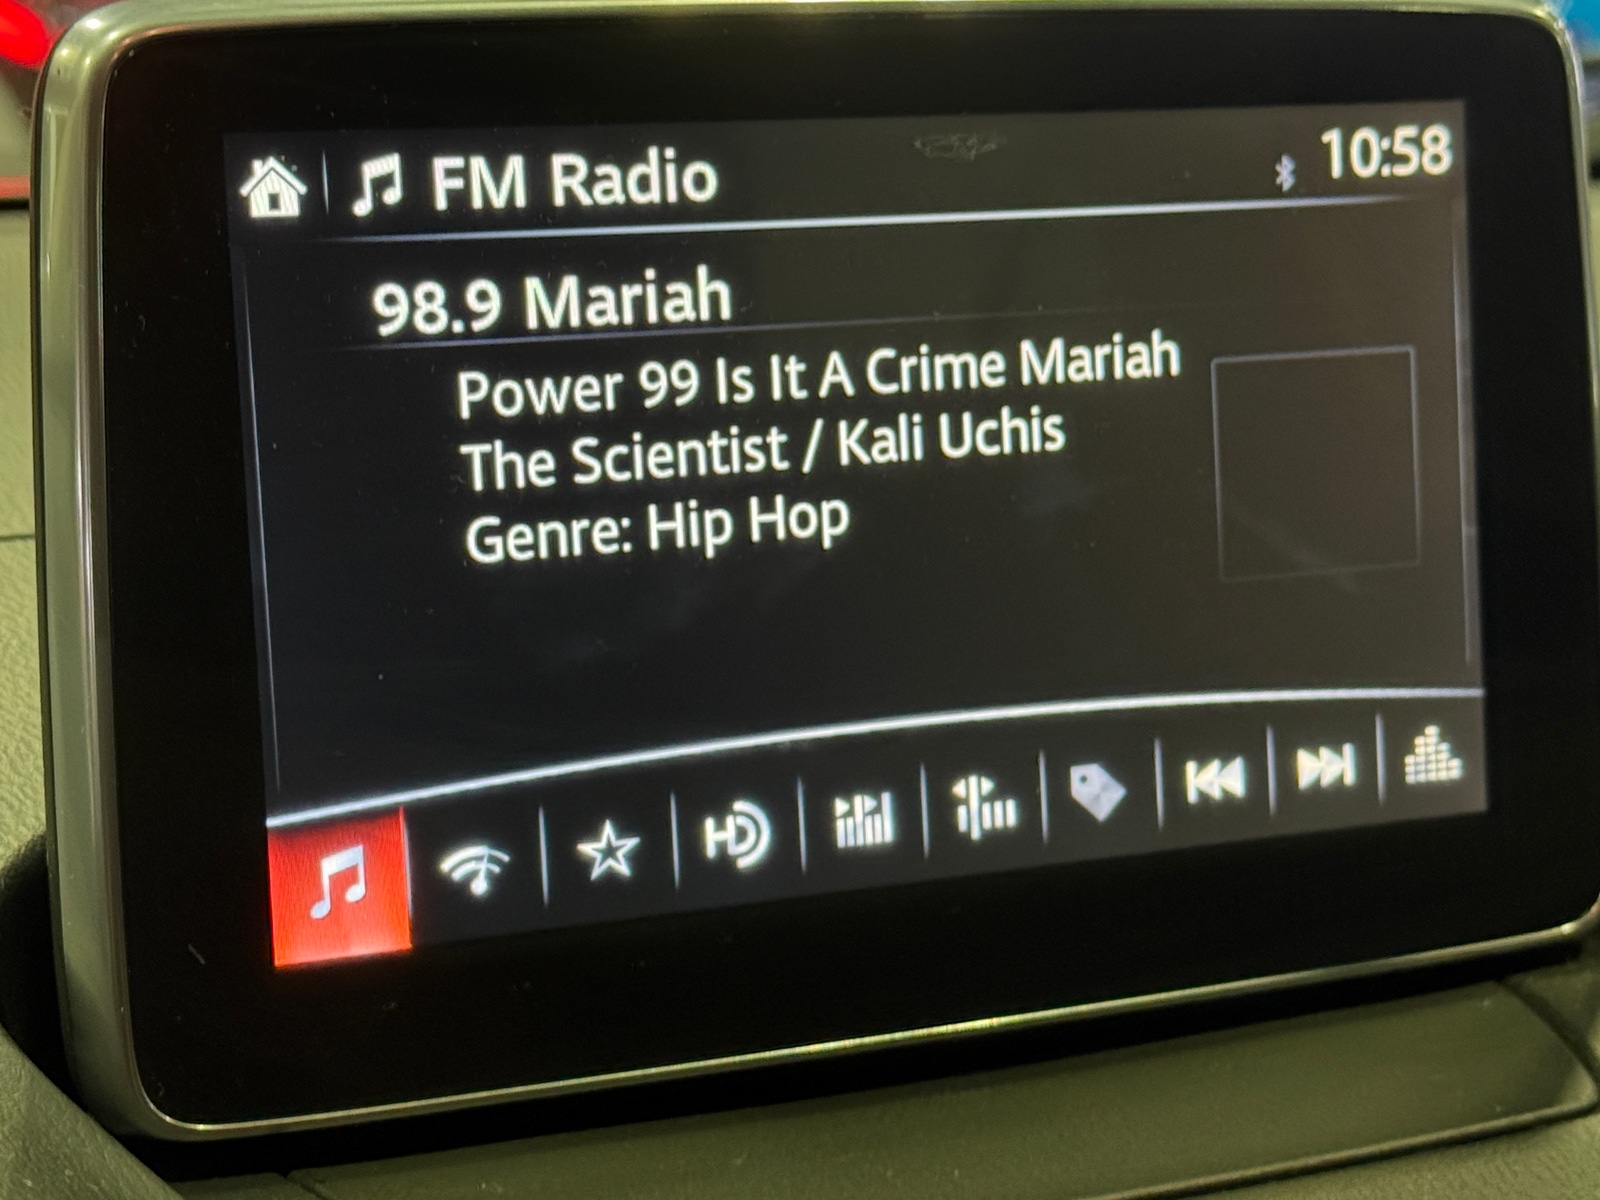 FM Radio
10:58
98.9 Mariah
Power 99 Is It A Crime Mariah
The Scientist / Kali Uchis
Genre: Hip Hop
HD